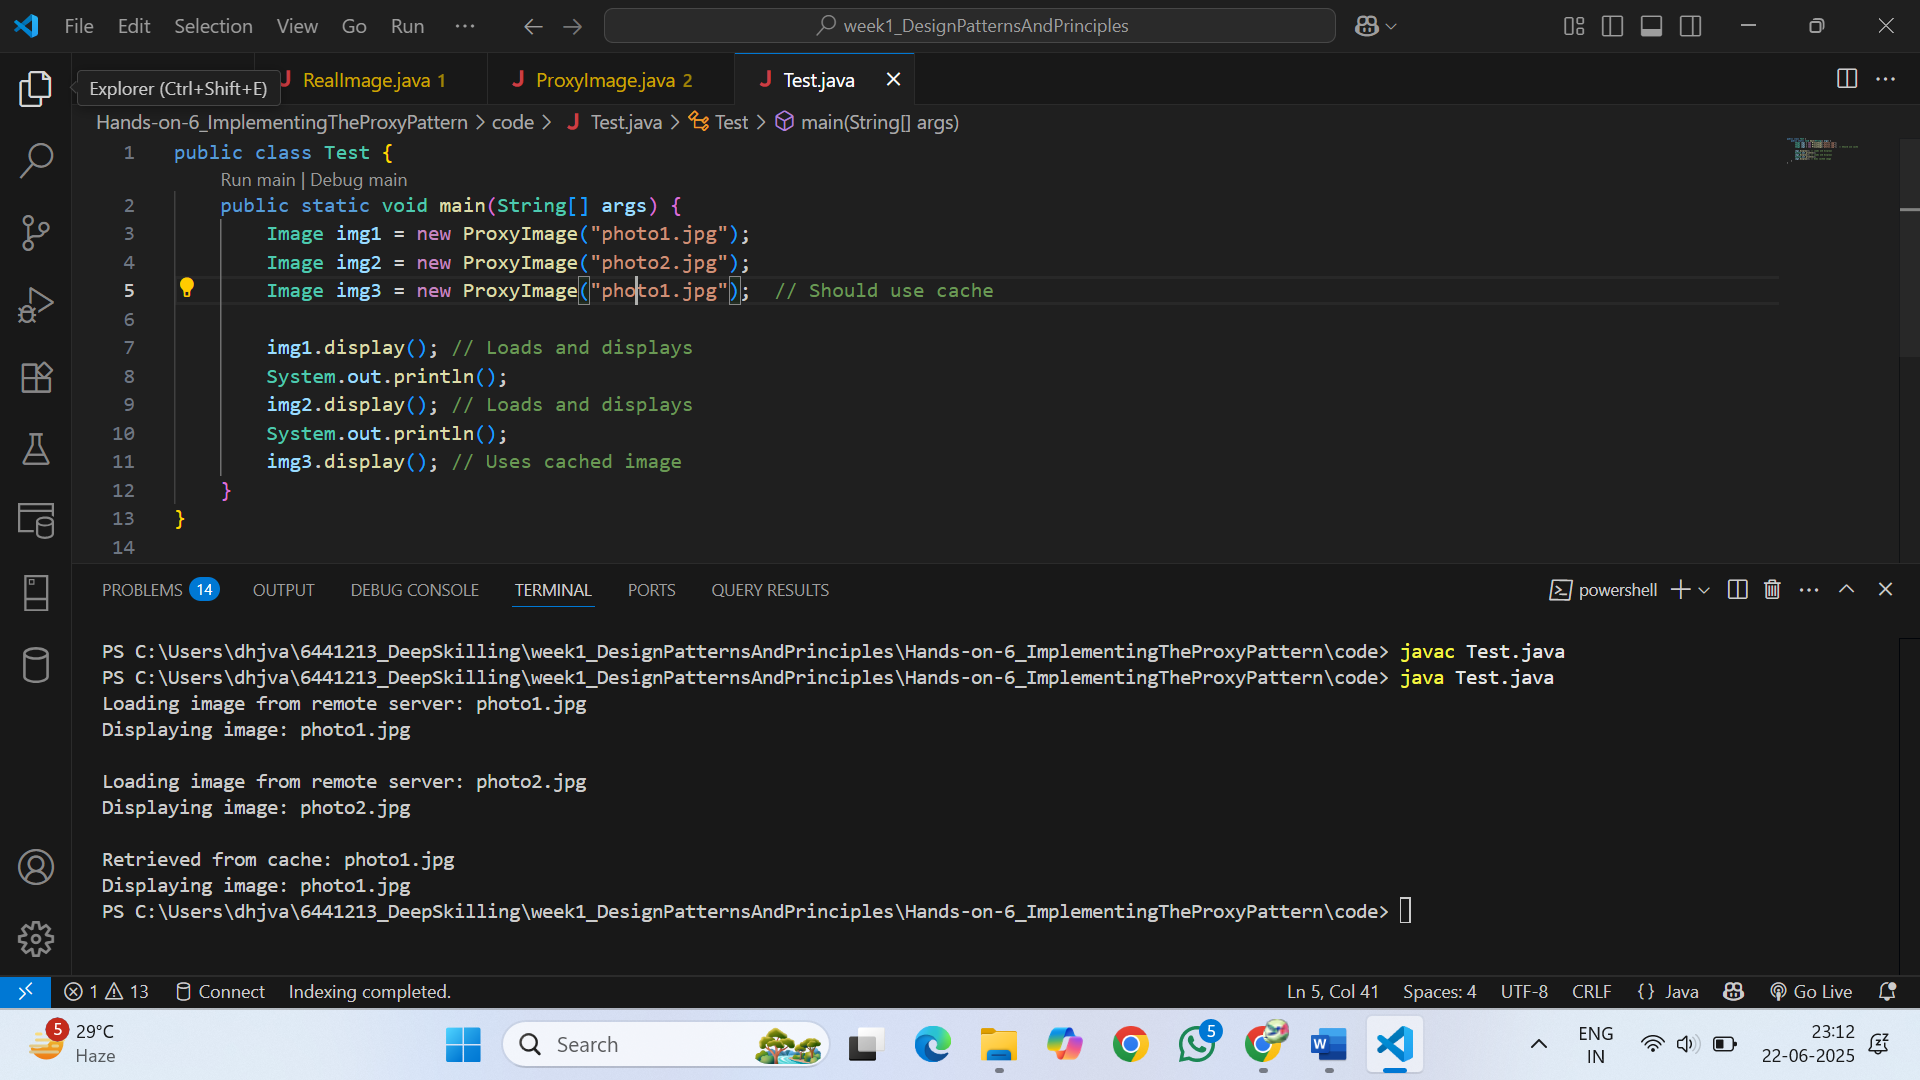 File Edit Selection View Go Run ··· week1_DesignPatternsAndPrinciples
Explorer (Ctrl+Shift+E) J RealImage.java 1 J ProxyImage.java 2 J Test.java
Hands-on-6_ImplementingTheProxyPattern > code > J Test.java > Test > main(String[] args)
1 public class Test {
Run main | Debug main
2 public static void main(String[] args) {
3 Image img1 = new ProxyImage("photo1.jpg");
4 Image img2 = new ProxyImage("photo2.jpg");
5 Image img3 = new ProxyImage("photo1.jpg"); // Should use cache
6
7 img1.display(); // Loads and displays
8 System.out.println();
9 img2.display(); // Loads and displays
10 System.out.println();
11 img3.display(); // Uses cached image
12 }
13 }
14
PROBLEMS 14 OUTPUT DEBUG CONSOLE TERMINAL PORTS QUERY RESULTS powershell
PS C:\Users\dhjva\6441213_DeepSkilling\week1_DesignPatternsAndPrinciples\Hands-on-6_ImplementingTheProxyPattern\code> javac Test.java
PS C:\Users\dhjva\6441213_DeepSkilling\week1_DesignPatternsAndPrinciples\Hands-on-6_ImplementingTheProxyPattern\code> java Test.java
Loading image from remote server: photo1.jpg
Displaying image: photo1.jpg
Loading image from remote server: photo2.jpg
Displaying image: photo2.jpg
Retrieved from cache: photo1.jpg
Displaying image: photo1.jpg
PS C:\Users\dhjva\6441213_DeepSkilling\week1_DesignPatternsAndPrinciples\Hands-on-6_ImplementingTheProxyPattern\code>
1 13 Connect Indexing completed. Ln 5, Col 41 Spaces: 4 UTF-8 CRLF {} Java Go Live
5 29°C Search 5 W ENG 23:12
Haze IN 22-06-2025